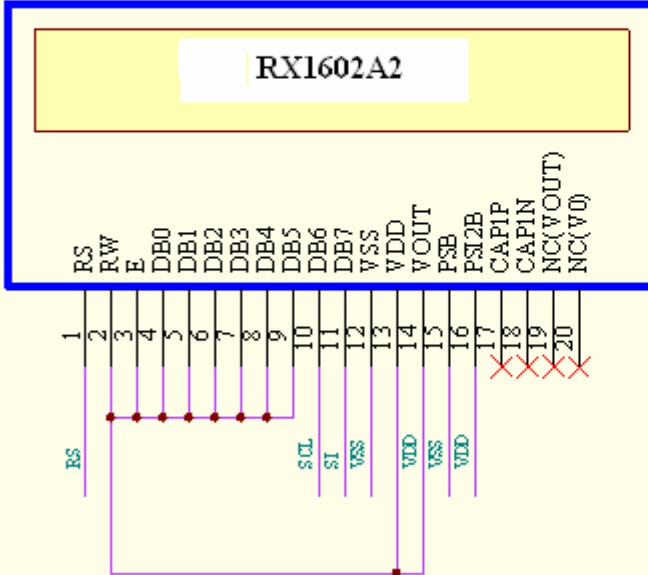 RX1602A2
RS
RW
E
DB0
DB1
DB2
DB3
DB4
DB5
DB6
DB7
VSS
VDD
VOUT
PSB
PSI2B
CAP1P
CAP1N
NC(VOUT)
NC(V0)
1
2
3
4
5
6
7
8
9
10
11
12
13
14
15
16
17
18
19
20
RS
SCL
SI
VSS
VDD
VSS
VDD